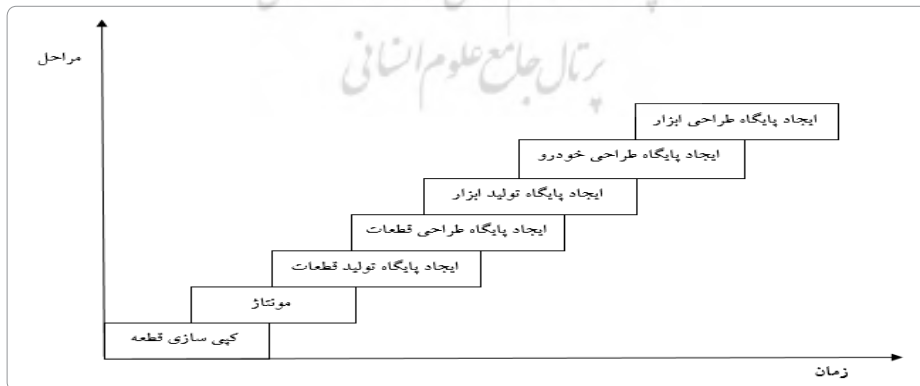 پرتال جامع علوم انسانی
مراحل
ایجاد پایگاه طراحی ابزار
ایجاد پایگاه طراحی خودرو
ایجاد پایگاه تولید ابزار
ایجاد پایگاه طراحی قطعات
ایجاد پایگاه تولید قطعات
مونتاژ
کپی سازی قطعه
زمان